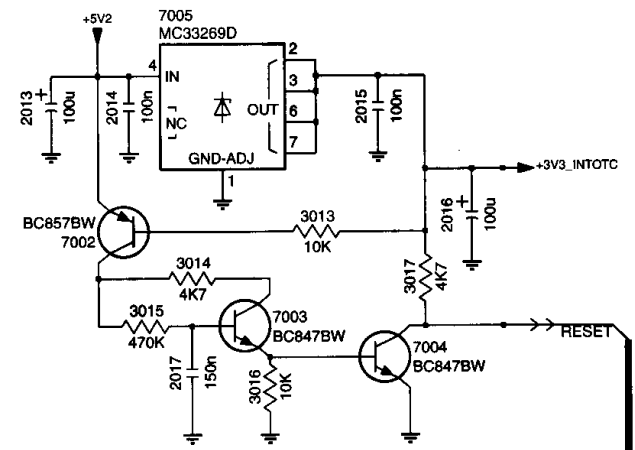 +5V2
7005
MC33269D
4
IN
2
3
6
7
OUT
NC
GND-ADJ
1
2013
+
100u
2014
100n
2015
100n
+3V3_INTOTC
2016
+
100u
BC857BW
7002
3013
10K
3017
4K7
3014
4K7
3015
470K
7003
BC847BW
2017
150n
3016
10K
7004
BC847BW
RESET